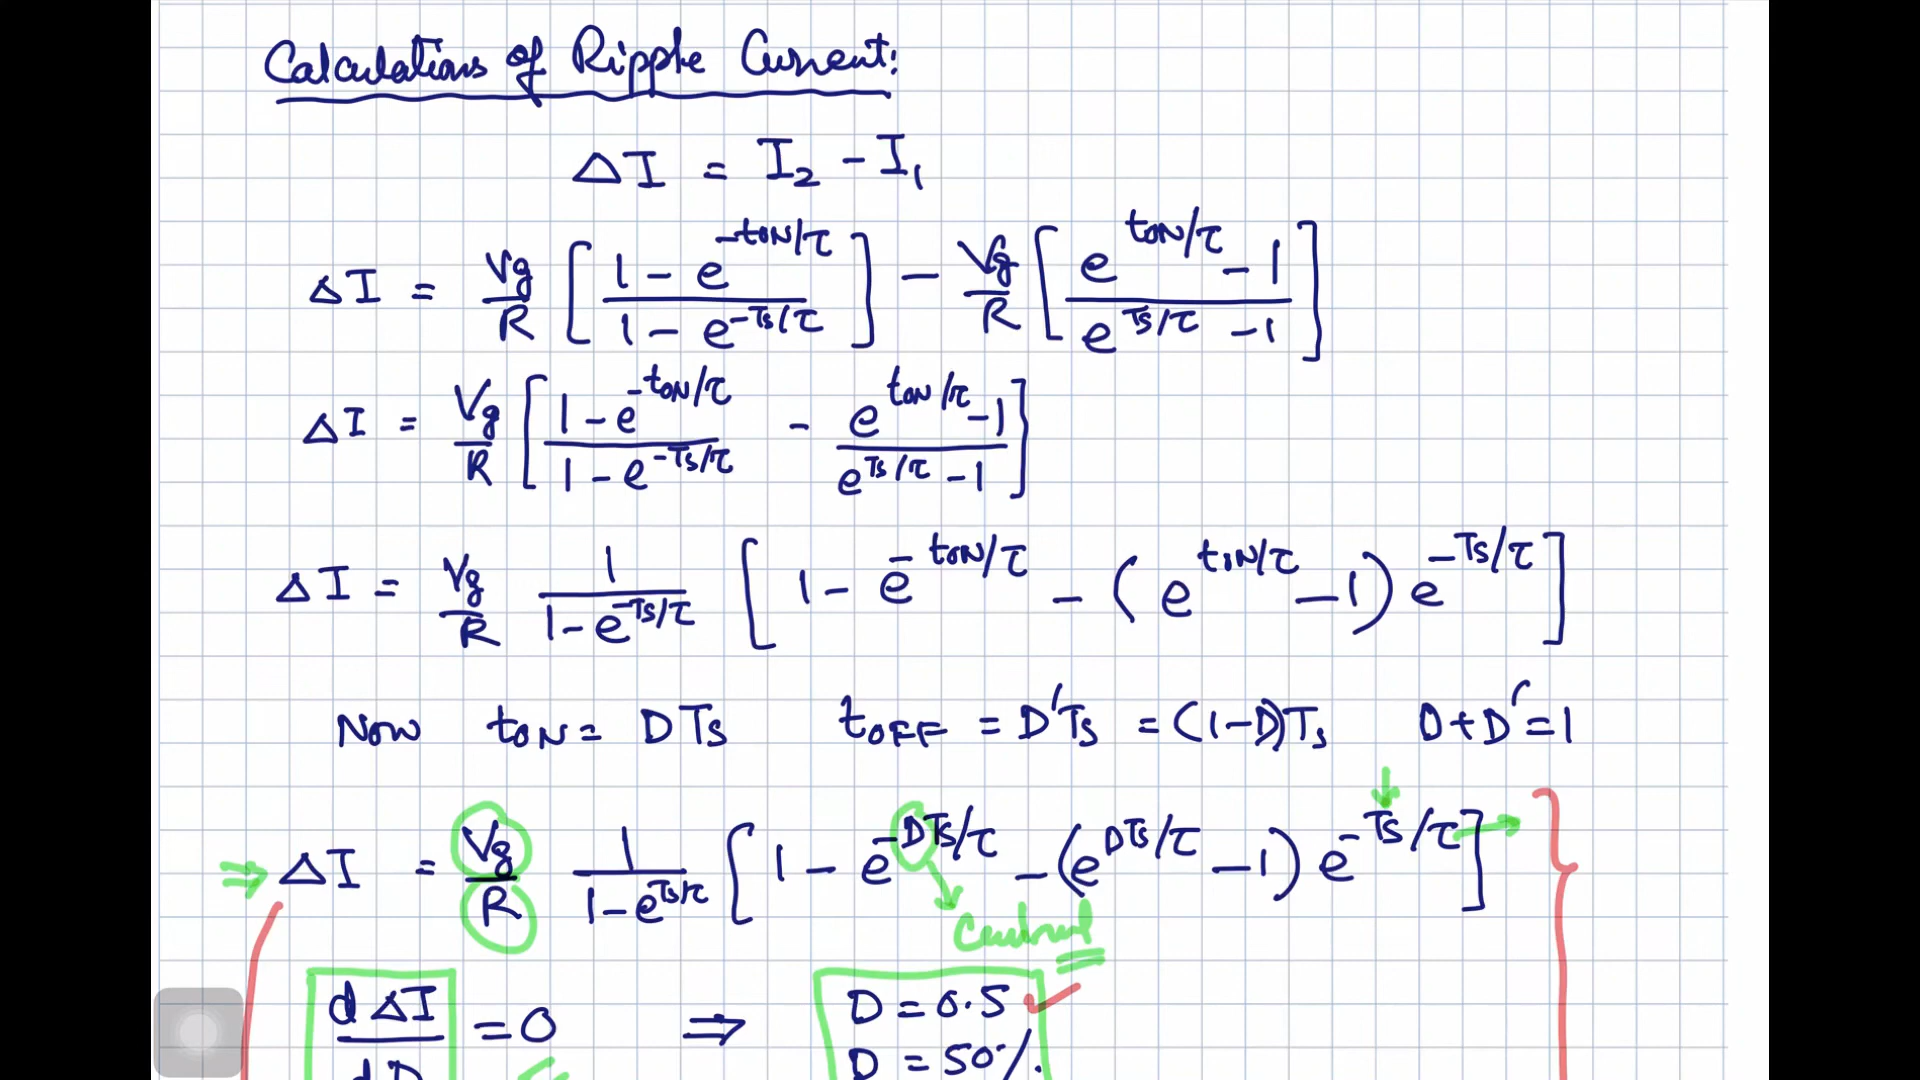 Calculations of Ripple Current:
ΔI = I₂ - I₁
ΔI = Vg/R [ (1 - e^(-tON/τ)) / (1 - e^(-Ts/τ)) ] - Vg/R [ (e^(tON/τ) - 1) / (e^(Ts/τ) - 1) ]
ΔI = Vg/R [ (1 - e^(-tON/τ)) / (1 - e^(-Ts/τ)) - (e^(tON/τ) - 1) / (e^(Ts/τ) - 1) ]
ΔI = Vg/R 1/(1 - e^(-Ts/τ)) [ 1 - e^(-tON/τ) - (e^(tON/τ) - 1) e^(-Ts/τ) ]
Now tON = DTs tOFF = D'Ts = (1-D)Ts D+D'=1
⇒ ΔI = Vg/R 1/(1 - e^(Ts/τ)) [ 1 - e^(-DTs/τ) - (e^(DTs/τ) - 1) e^(-Ts/τ) ]
Control
dΔI/dD = 0 ⇒ D = 0.5
D = 50%.